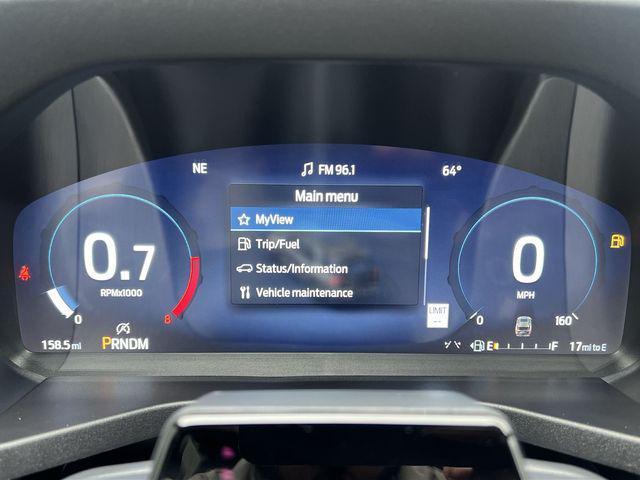 NE
FM 96.1
64°
Main menu
MyView
Trip/Fuel
Status/Information
Vehicle maintenance
0.7
RPMx1000
0
8
0
MPH
0
160
LIMIT
--
158.5 mi
PRNDM
E
F
17 mi to E